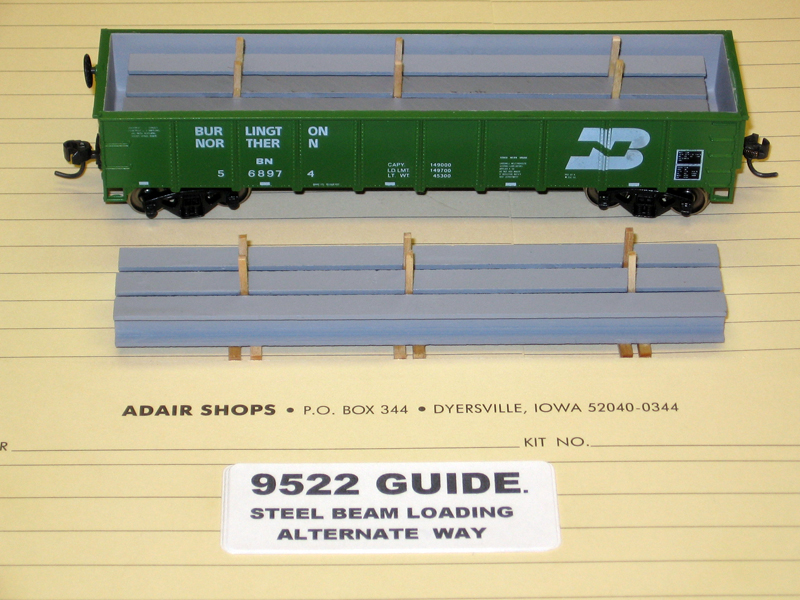 BUR LINGT ON
NOR THER N
BN
5 6897 4
CAPY. 149000
LD LMT. 149700
LT. WT. 45300
ADAIR SHOPS • P.O. BOX 344 • DYERSVILLE, IOWA 52040-0344
R KIT NO.
9522 GUIDE.
STEEL BEAM LOADING
ALTERNATE WAY